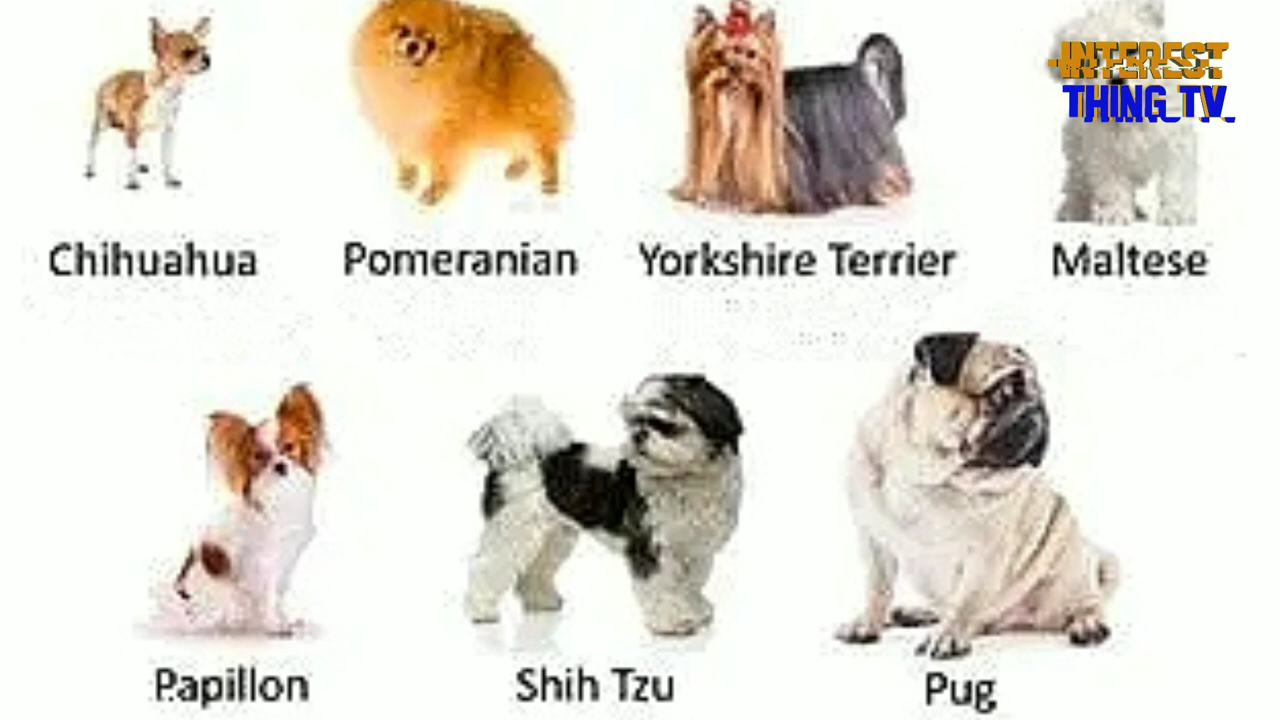 INTEREST
THING TV
Chihuahua
Pomeranian
Yorkshire Terrier
Maltese
Papillon
Shih Tzu
Pug